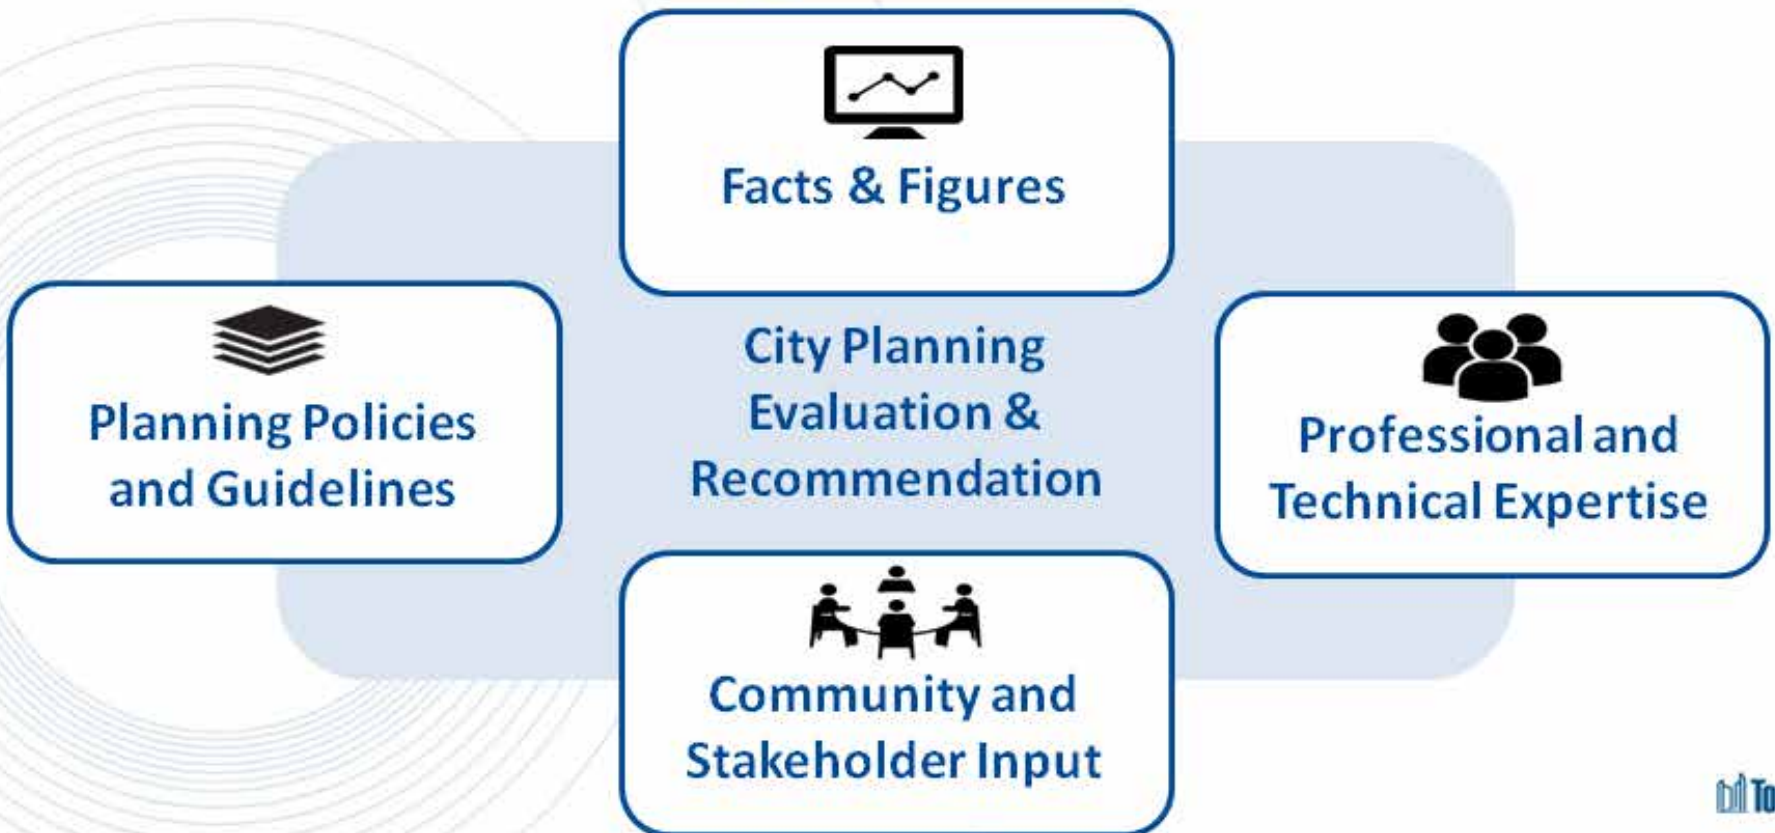 Facts & Figures
Planning Policies
and Guidelines
City Planning
Evaluation &
Recommendation
Professional and
Technical Expertise
Community and
Stakeholder Input